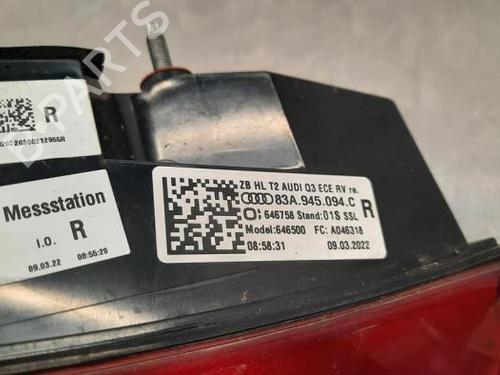 R
Messstation
I.O. R
09.03.22 08:55:20
ZB HL T2 AUDI Q3 ECE RV re.
83A.945.094.C
646758 Stand:01S SSL
R
Model:646500 FC: A046318
08:58:31 09.03.2022